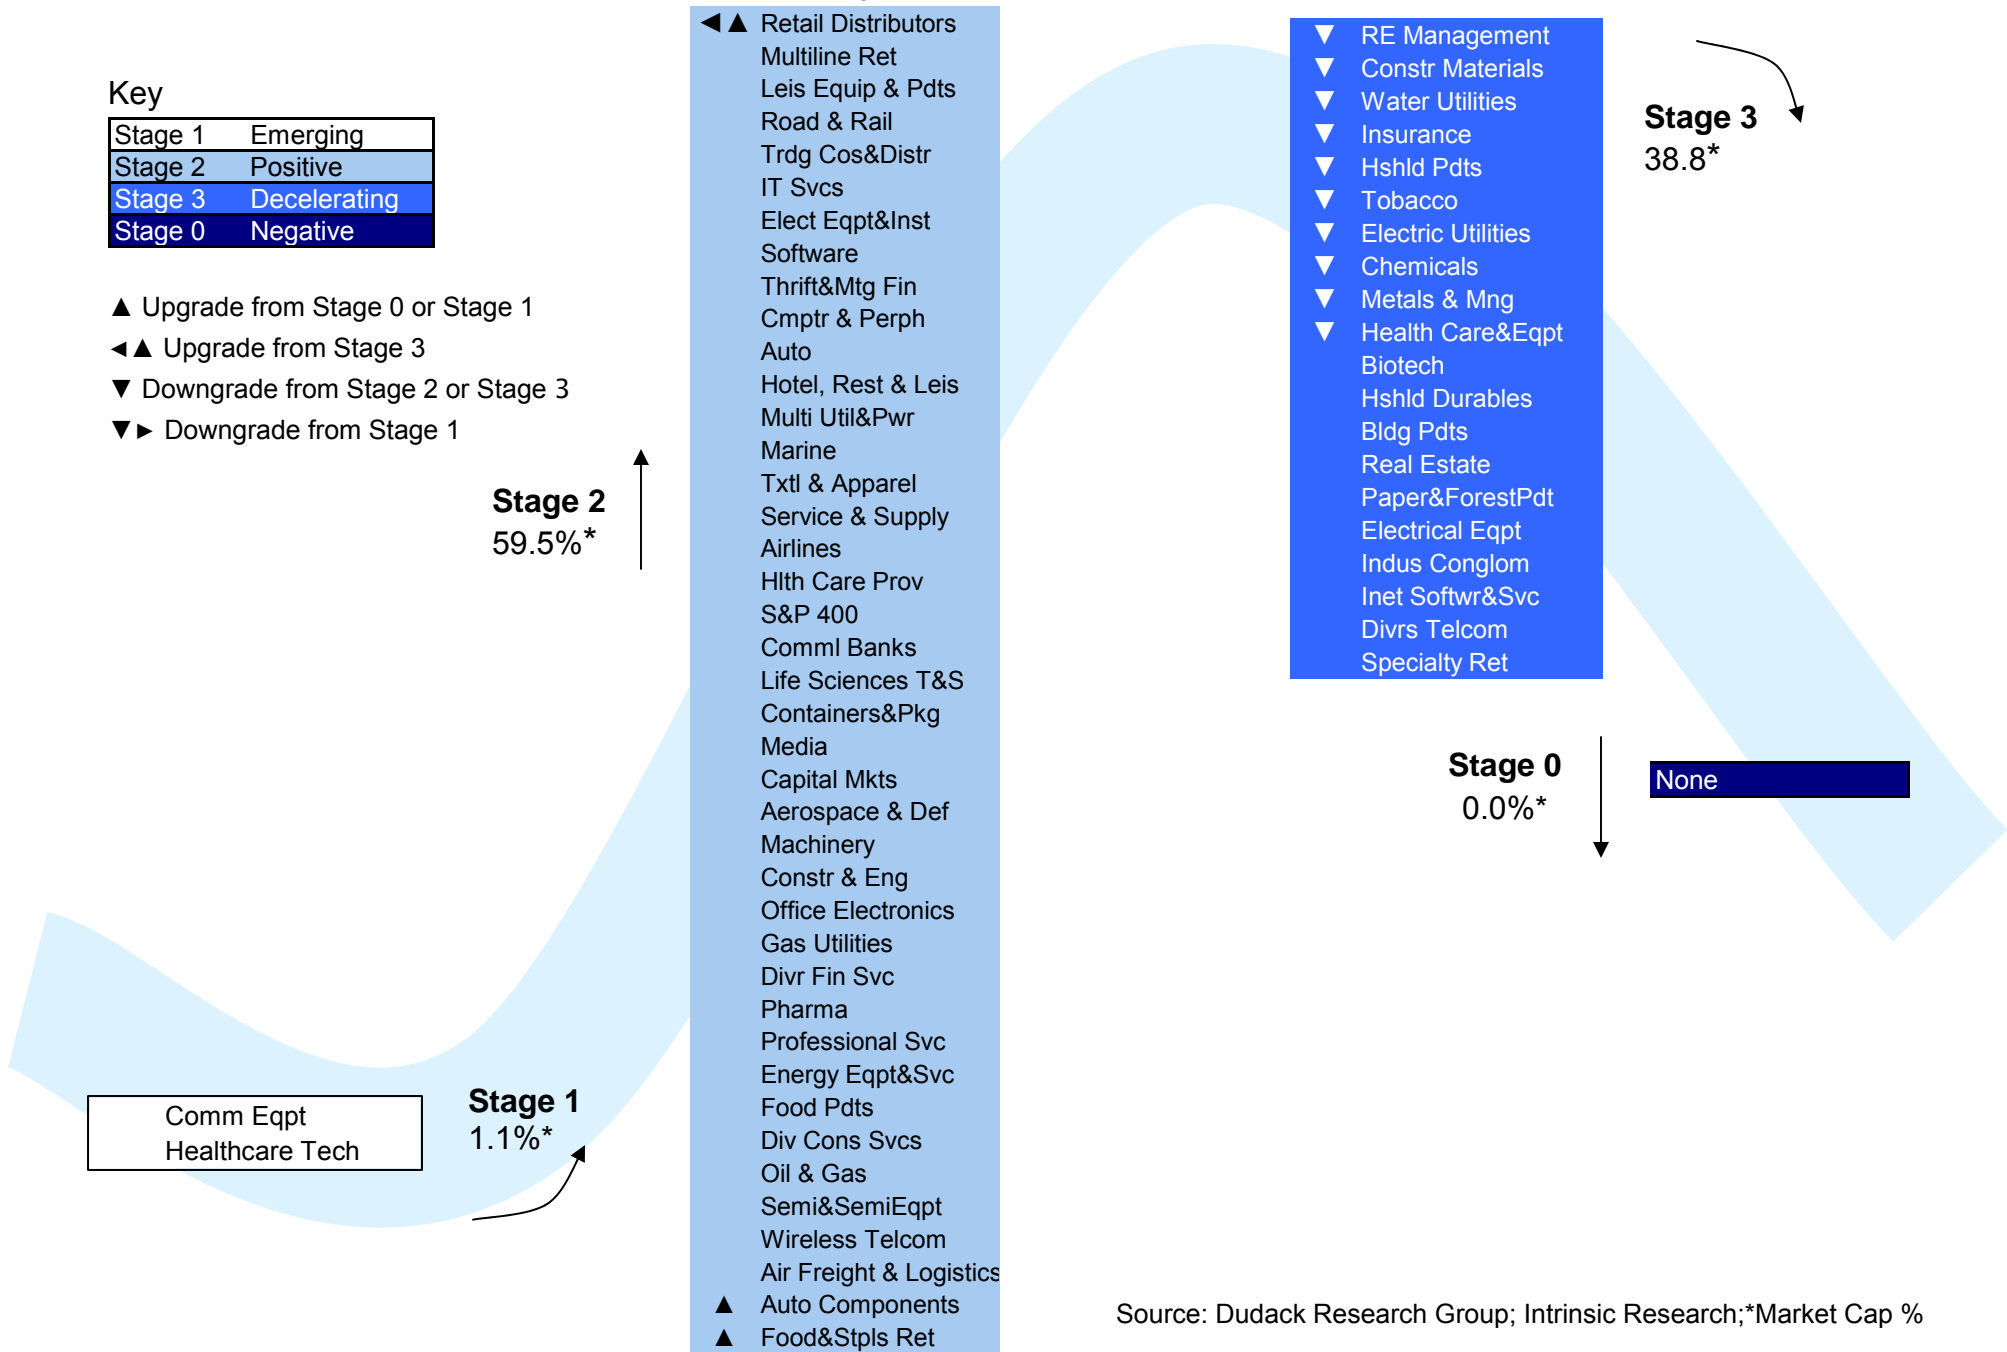 Key
Stage 1 Emerging
Stage 2 Positive
Stage 3 Decelerating
Stage 0 Negative
▲ Upgrade from Stage 0 or Stage 1
◄▲ Upgrade from Stage 3
▼ Downgrade from Stage 2 or Stage 3
▼► Downgrade from Stage 1
Stage 2
59.5%*
◄▲ Retail Distributors
Multiline Ret
Leis Equip & Pdts
Road & Rail
Trdg Cos&Distr
IT Svcs
Elect Eqpt&Inst
Software
Thrift&Mtg Fin
Cmptr & Perph
Auto
Hotel, Rest & Leis
Multi Util&Pwr
Marine
Txtl & Apparel
Service & Supply
Airlines
Hlth Care Prov
S&P 400
Comml Banks
Life Sciences T&S
Containers&Pkg
Media
Capital Mkts
Aerospace & Def
Machinery
Constr & Eng
Office Electronics
Gas Utilities
Divr Fin Svc
Pharma
Professional Svc
Energy Eqpt&Svc
Food Pdts
Div Cons Svcs
Oil & Gas
Semi&SemiEqpt
Wireless Telcom
Air Freight & Logistics
▲ Auto Components
▲ Food&Stpls Ret
▼ RE Management
▼ Constr Materials
▼ Water Utilities
▼ Insurance
▼ Hshld Pdts
▼ Tobacco
▼ Electric Utilities
▼ Chemicals
▼ Metals & Mng
▼ Health Care&Eqpt
Biotech
Hshld Durables
Bldg Pdts
Real Estate
Paper&ForestPdt
Electrical Eqpt
Indus Conglom
Inet Softwr&Svc
Divrs Telcom
Specialty Ret
Stage 3
38.8*
Stage 0
0.0%*
None
Comm Eqpt
Healthcare Tech
Stage 1
1.1%*
Source: Dudack Research Group; Intrinsic Research;*Market Cap %